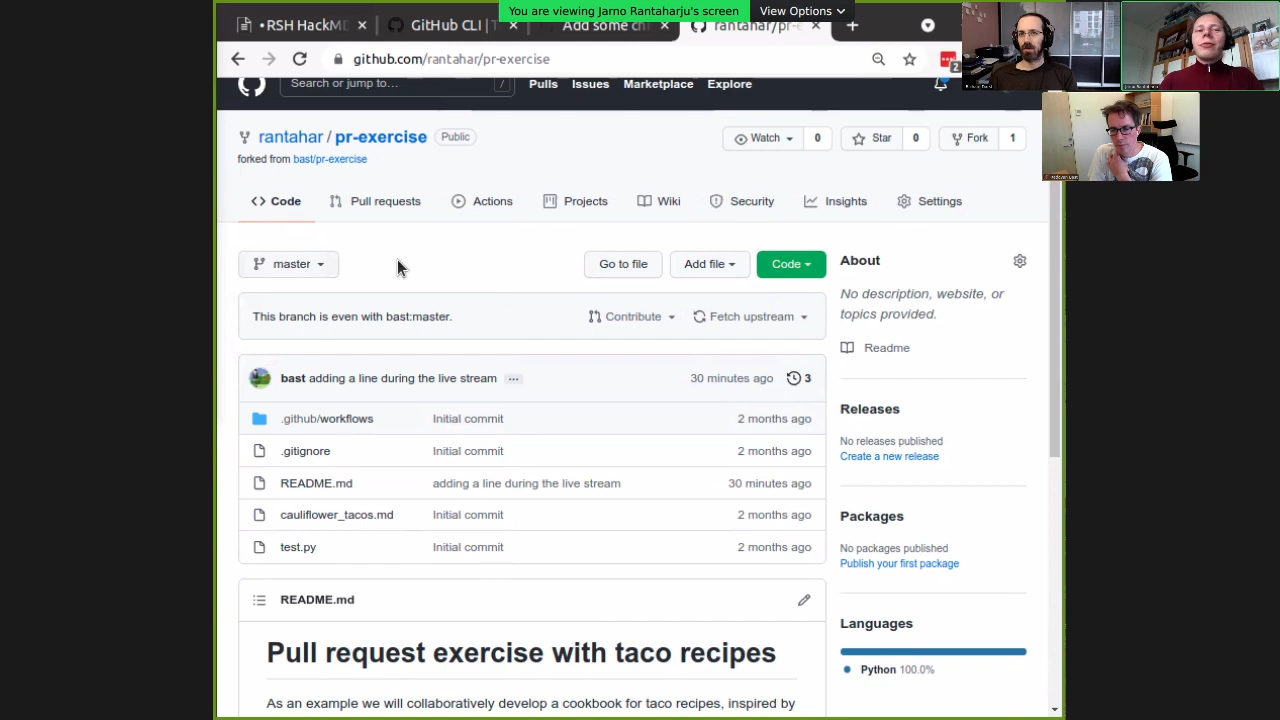 You are viewing Jarno Rantaharju's screen
View Options
•RSH HackMD
GitHub CLI | T
Add some ch
rantahar/pr-e
github.com/rantahar/pr-exercise
2
Search or jump to…
/
Pulls
Issues
Marketplace
Explore
rantahar / pr-exercise
Public
Watch
0
Star
0
Fork
1
forked from bast/pr-exercise
Code
Pull requests
Actions
Projects
Wiki
Security
Insights
Settings
master
Go to file
Add file
Code
This branch is even with bast:master.
Contribute
Fetch upstream
bast adding a line during the live stream
...
30 minutes ago
3
.github/workflows
Initial commit
2 months ago
.gitignore
Initial commit
2 months ago
README.md
adding a line during the live stream
30 minutes ago
cauliflower_tacos.md
Initial commit
2 months ago
test.py
Initial commit
2 months ago
README.md
Pull request exercise with taco recipes
As an example we will collaboratively develop a cookbook for taco recipes, inspired by
About
No description, website, or
topics provided.
Readme
Releases
No releases published
Create a new release
Packages
No packages published
Publish your first package
Languages
Python 100.0%